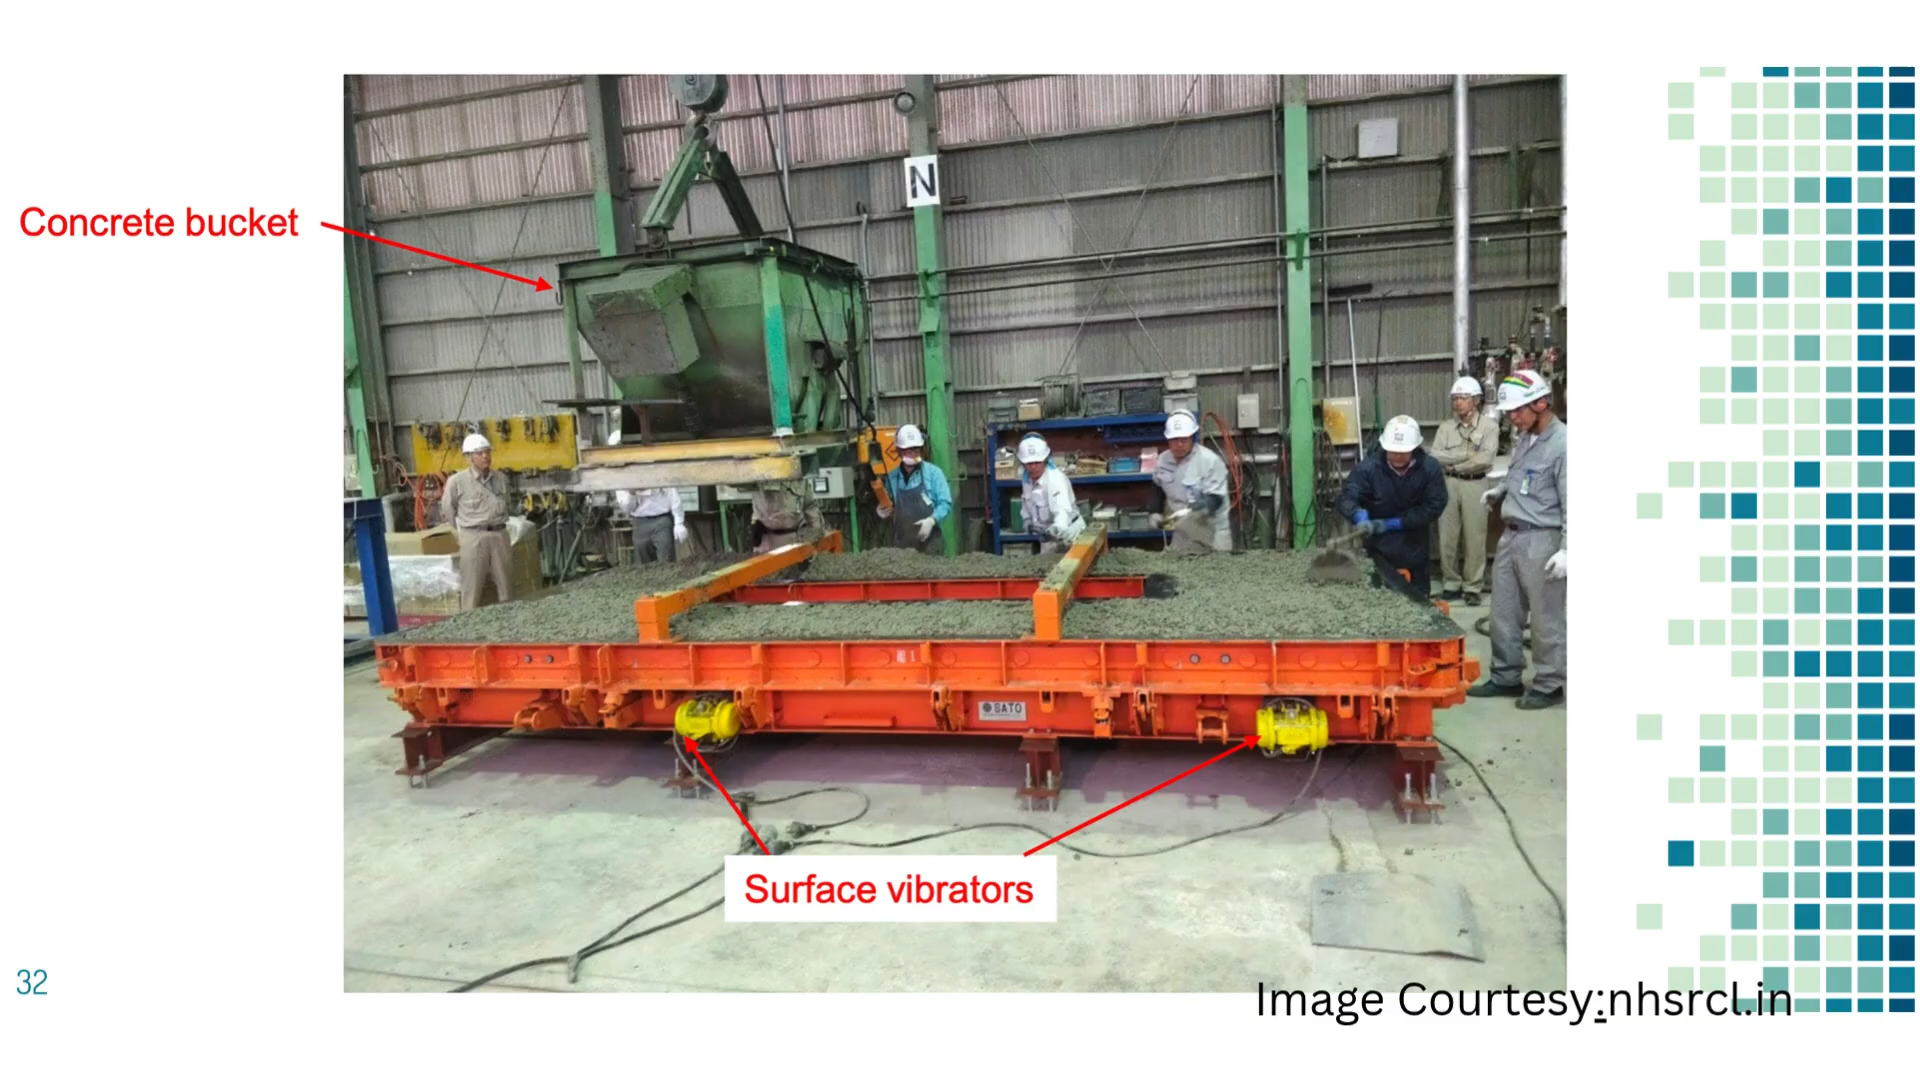 N
Concrete bucket
SATO
Surface vibrators
32
Image Courtesy:nhsrcl.in